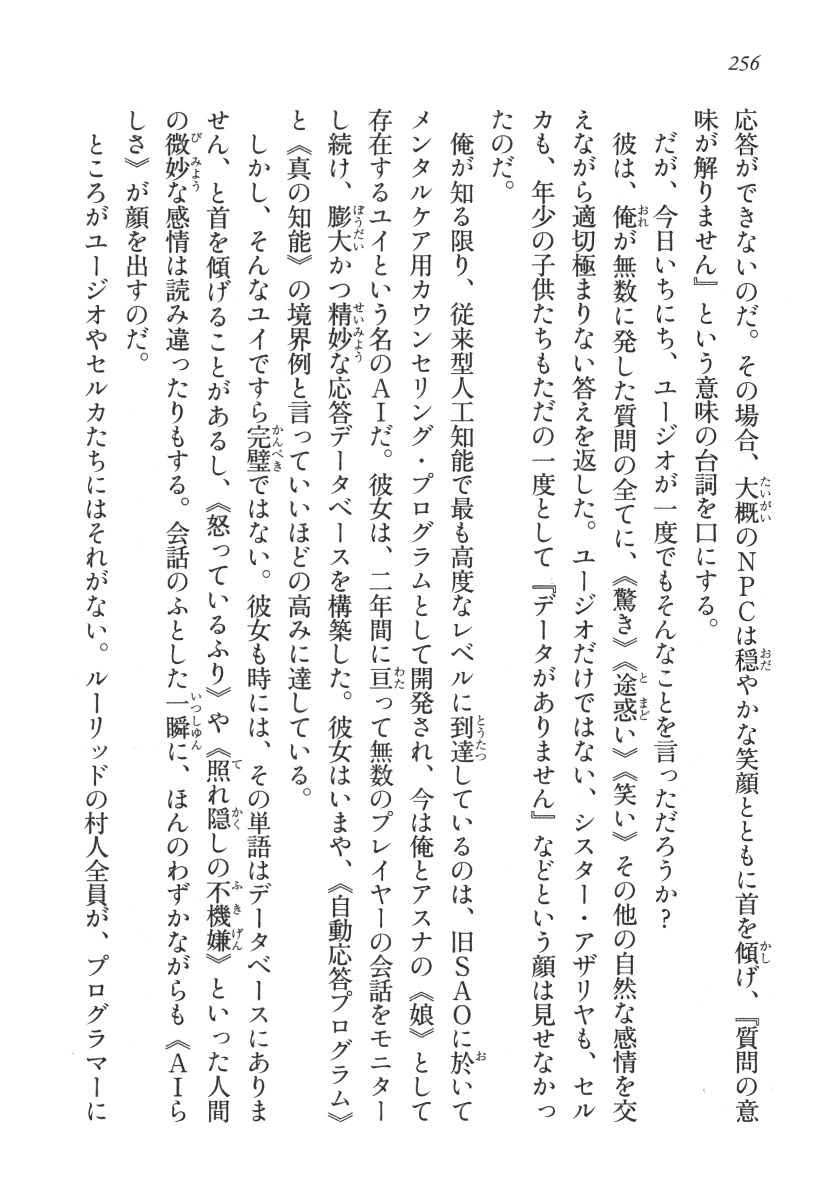 256
応答ができないのだ。その場合、大概のNPCは穏やかな笑顔とともに首を傾げ、『質問の意
味が解りません』という意味の台詞を口にする。
だが、今日いちにち、ユージオが一度でもそんなことを言っただろうか?
彼は、俺が無数に発した質問の全てに、《驚き》《途惑い》《笑い》その他の自然な感情を交
えながら適切極まりない答えを返した。ユージオだけではない、シスター・アザリヤも、セル
カも、年少の子供たちもただの一度として『データがありません』などという顔は見せなかっ
たのだ。
俺が知る限り、従来型人工知能で最も高度なレベルに到達しているのは、旧SAOに於いて
メンタルケア用カウンセリング・プログラムとして開発され、今は俺とアスナの《娘》として
存在するユイという名のAIだ。彼女は、二年間に亘って無数のプレイヤーの会話をモニター
し続け、膨大かつ精妙な応答データベースを構築した。彼女はいまや、《自動応答プログラム》
と《真の知能》の境界例と言っていいほどの高みに達している。
しかし、そんなユイですら完璧ではない。彼女も時には、その単語はデータベースにありま
せん、と首を傾げることがあるし、《怒っているふり》や《照れ隠しの不機嫌》といった人間
の微妙な感情は読み違ったりもする。会話のふとした一瞬に、ほんのわずかながらも《AIら
しさ》が顔を出すのだ。
ところがユージオやセルカたちにはそれがない。ルーリッドの村人全員が、プログラマーに